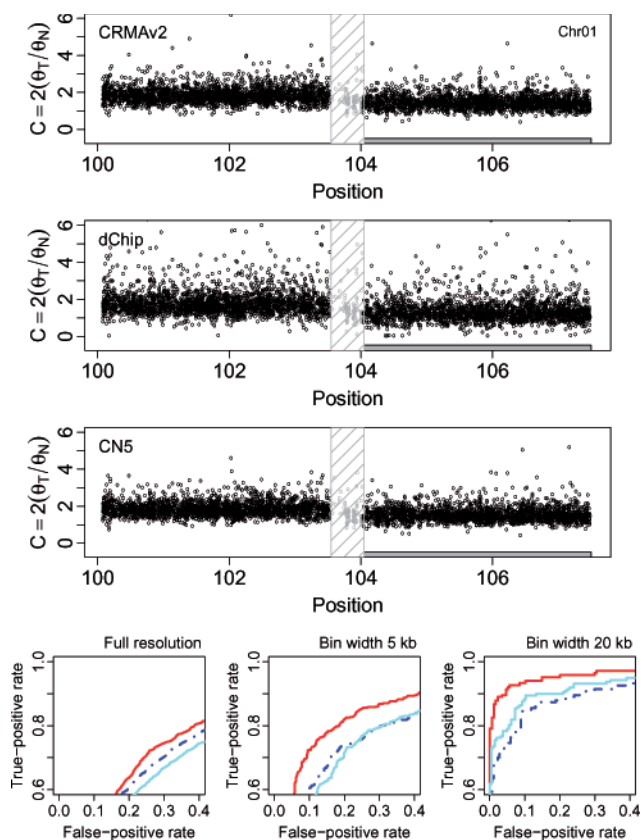 CRMAv2 Chr01
C = 2(θT/θN)
0 2 4 6
100 102 104 106
Position
dChip
C = 2(θT/θN)
0 2 4 6
100 102 104 106
Position
CN5
C = 2(θT/θN)
0 2 4 6
100 102 104 106
Position
Full resolution
True-positive rate
0.6 0.8 1.0
0.0 0.1 0.2 0.3 0.4
False-positive rate
Bin width 5 kb
True-positive rate
0.6 0.8 1.0
0.0 0.1 0.2 0.3 0.4
False-positive rate
Bin width 20 kb
True-positive rate
0.6 0.8 1.0
0.0 0.1 0.2 0.3 0.4
False-positive rate